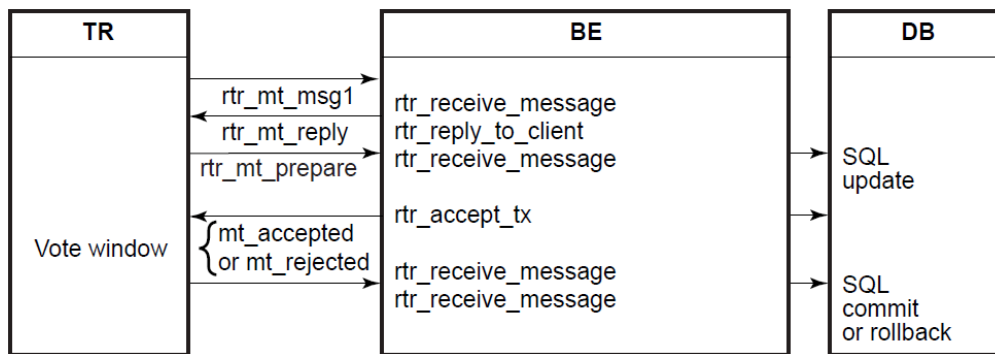 TR
BE
DB
rtr_mt_msg1
rtr_receive_message
rtr_mt_reply
rtr_reply_to_client
rtr_mt_prepare
rtr_receive_message
SQL
update
rtr_accept_tx
Vote window
mt_accepted
or mt_rejected
rtr_receive_message
rtr_receive_message
SQL
commit
or rollback